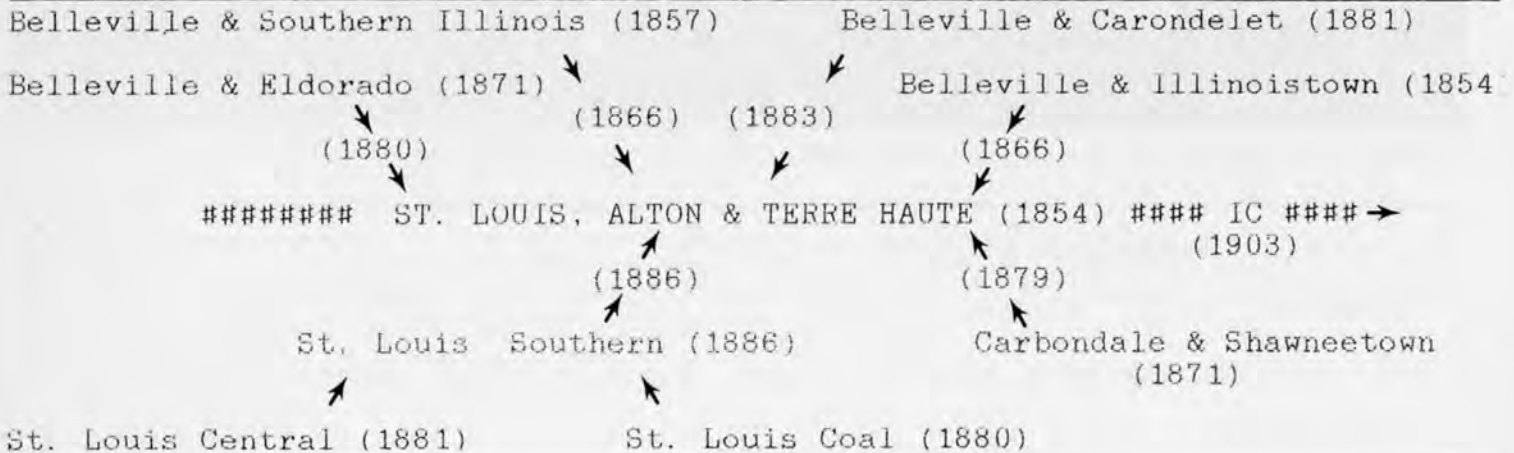 Belleville & Southern Illinois (1857) Belleville & Carondelet (1881)
Belleville & Eldorado (1871) Belleville & Illinoistown (1854
(1866) (1883)
(1880) (1866)
######## ST. LOUIS, ALTON & TERRE HAUTE (1854) #### IC ####
(1903)
(1886) (1879)
St. Louis Southern (1886) Carbondale & Shawneetown
(1871)
St. Louis Central (1881) St. Louis Coal (1880)